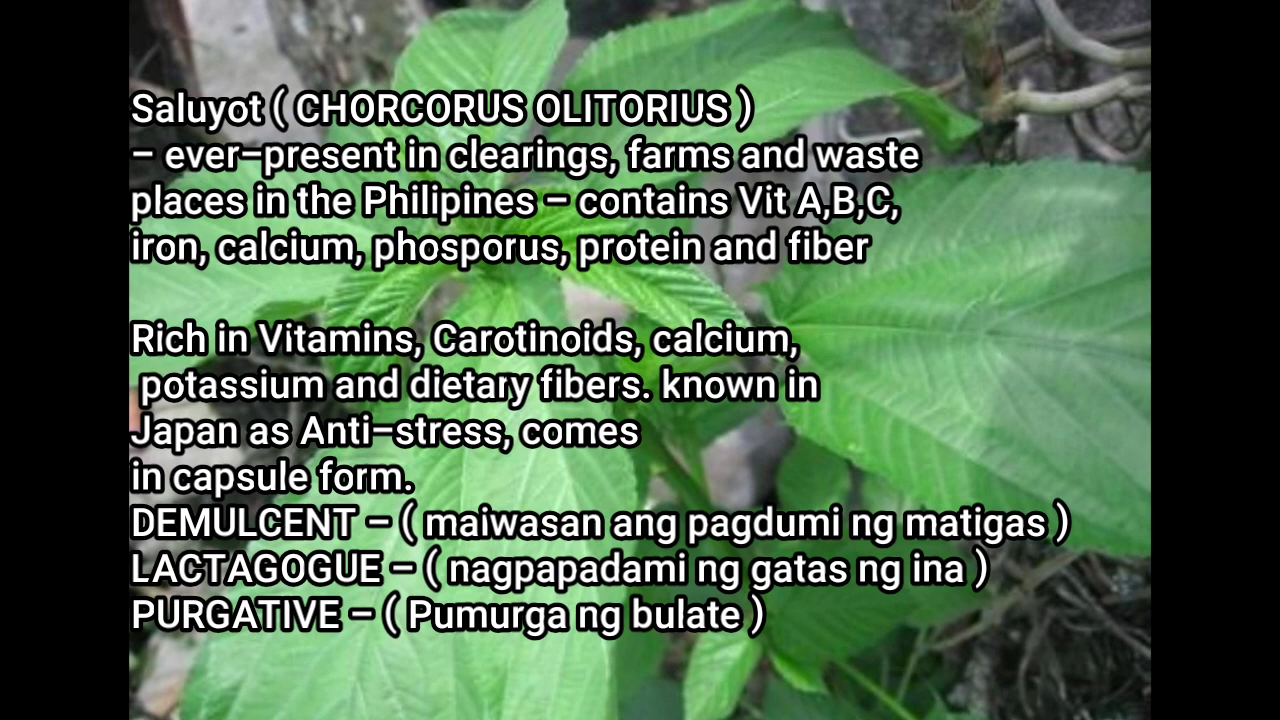 Saluyot ( CHORCORUS OLITORIUS )
– ever–present in clearings, farms and waste
places in the Philipines – contains Vit A,B,C,
iron, calcium, phosporus, protein and fiber
Rich in Vitamins, Carotinoids, calcium,
potassium and dietary fibers. known in
Japan as Anti–stress, comes
in capsule form.
DEMULCENT – ( maiwasan ang pagdumi ng matigas )
LACTAGOGUE – ( nagpapadami ng gatas ng ina )
PURGATIVE – ( Pumurga ng bulate )